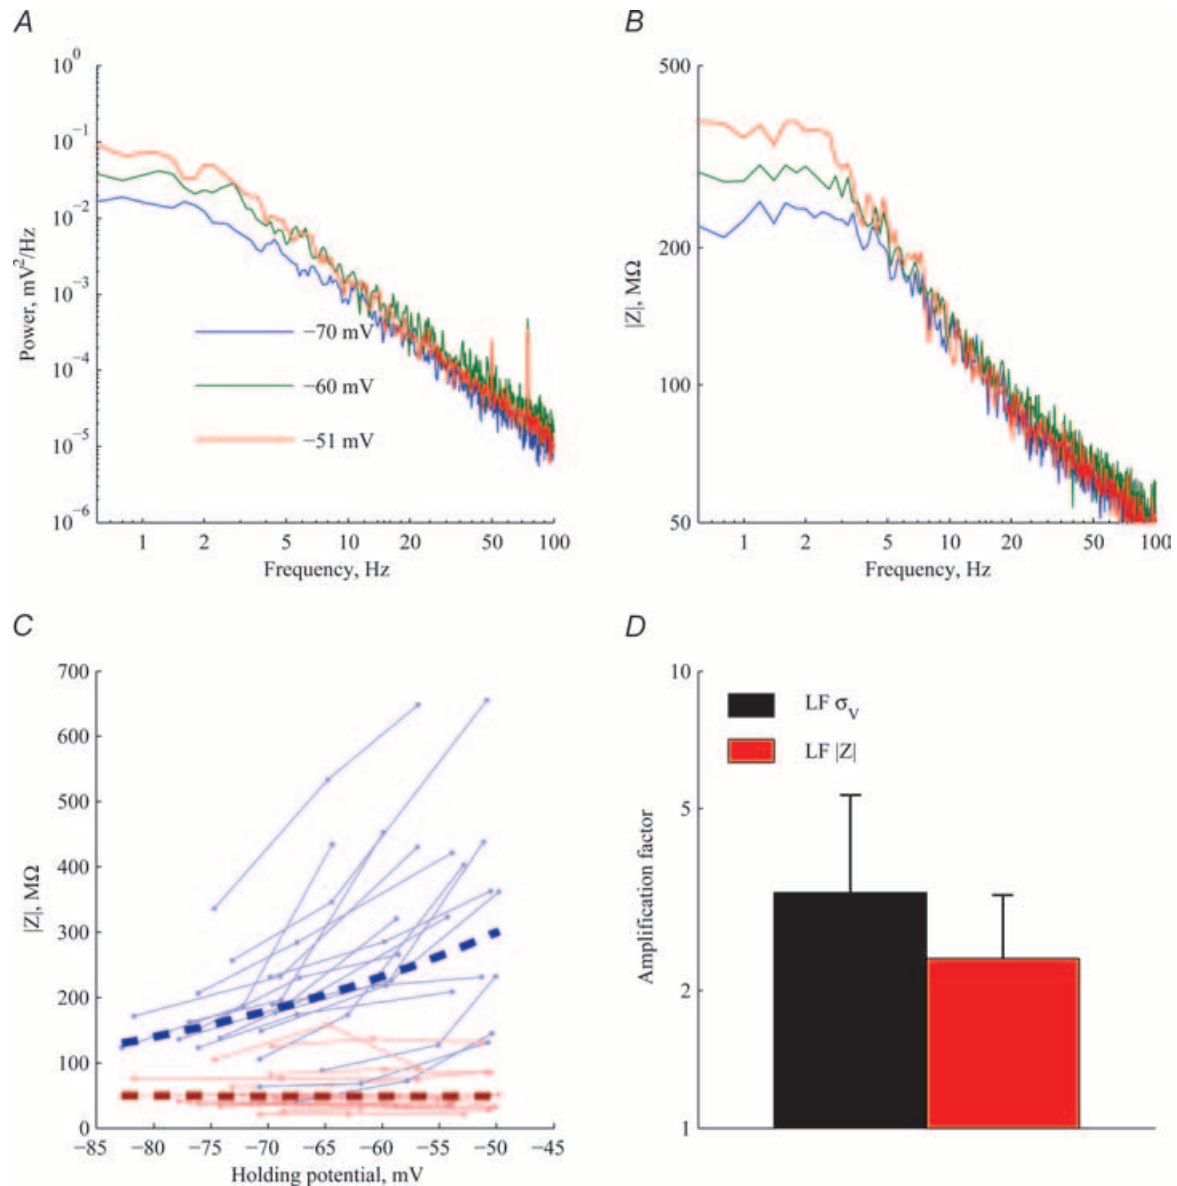 A
Power, mV²/Hz
10⁰
10⁻¹
10⁻²
10⁻³
10⁻⁴
10⁻⁵
10⁻⁶
−70 mV
−60 mV
−51 mV
1 2 5 10 20 50 100
Frequency, Hz
B
|Z|, MΩ
500
200
100
50
1 2 5 10 20 50 100
Frequency, Hz
C
|Z|, MΩ
700
600
500
400
300
200
100
0
−85 −80 −75 −70 −65 −60 −55 −50 −45
Holding potential, mV
D
Amplification factor
10
5
2
1
LF σV
LF |Z|